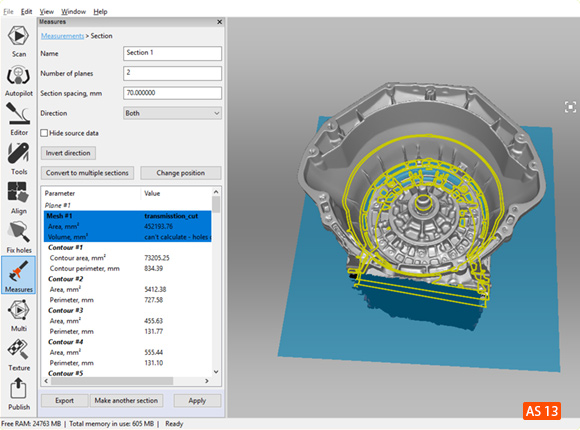 File Edit View Window Help
Measures
Measurements > Section
Scan
Name Section 1
Number of planes 2
Autopilot
Section spacing, mm 70.000000
Direction Both
Editor
Hide source data
Invert direction
Tools
Convert to multiple sections Change position
Parameter Value
Align
Plane #1
Mesh #1 transmistion_cut
Area, mm² 452193.76
Volume, mm³ can't calculate - holes
Fix holes
Contour #1
Contour area, mm² 73205.25
Contour perimeter, mm 834.39
Contour #2
Measures
Area, mm² 5412.38
Perimeter, mm 727.58
Contour #3
Area, mm² 455.63
Multi
Perimeter, mm 131.77
Contour #4
Area, mm² 555.44
Perimeter, mm 131.10
Texture
Contour #5
Export Make another section Apply
Publish
AS 13
Free RAM: 24763 MB | Total memory in use: 605 MB | Ready